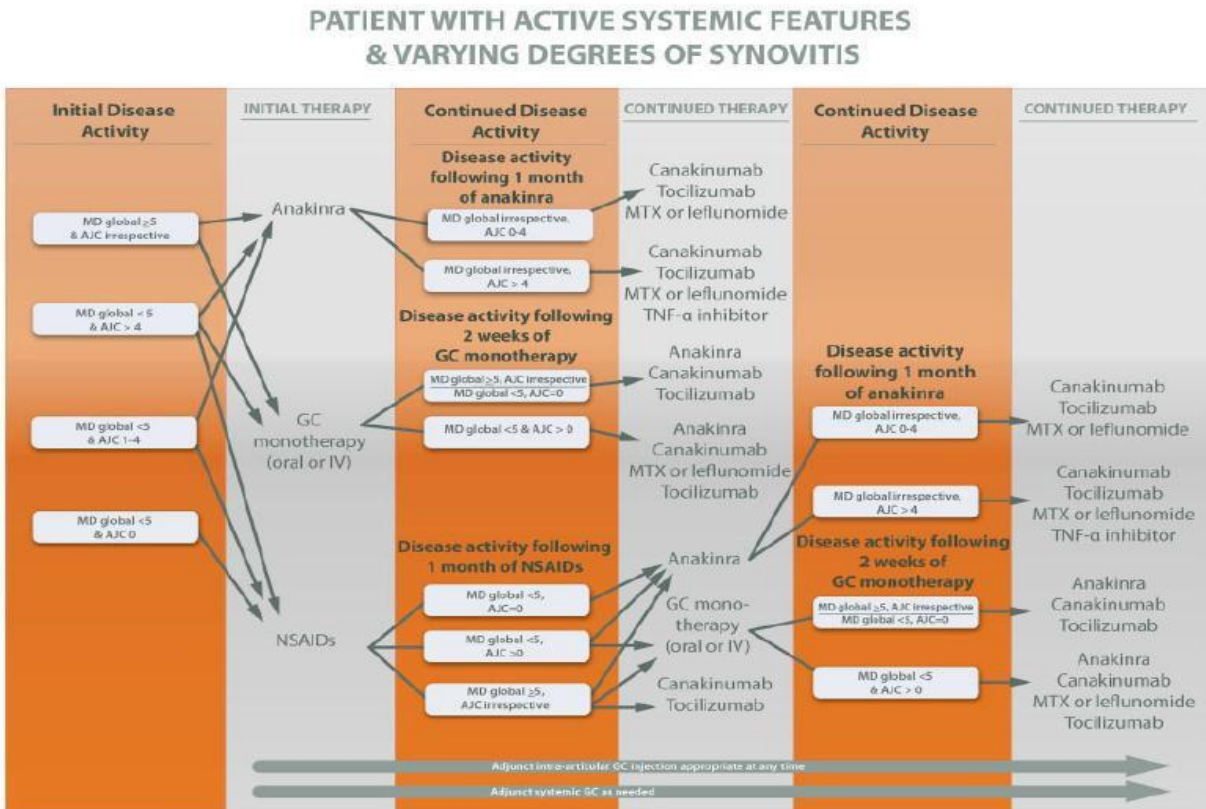 PATIENT WITH ACTIVE SYSTEMIC FEATURES
& VARYING DEGREES OF SYNOVITIS
Initial Disease
Activity
MD global ≥5
& AJC irrespective
MD global < 5
& AJC > 4
MD global <5
& AJC 1-4
MD global <5
& AJC 0
INITIAL THERAPY
Anakinra
GC
monotherapy
(oral or IV)
NSAIDs
Continued Disease
Activity
Disease activity
following 1 month
of anakinra
MD global irrespective,
AJC 0-4
MD global irrespective,
AJC > 4
Disease activity following
2 weeks of
GC monotherapy
MD global ≥5, AJC irrespective
MD global <5, AJC=0
MD global <5 & AJC > 0
Disease activity following
1 month of NSAIDs
MD global <5,
AJC=0
MD global <5,
AJC >0
MD global ≥5,
AJC irrespective
CONTINUED THERAPY
Canakinumab
Tocilizumab
MTX or leflunomide
Canakinumab
Tocilizumab
MTX or leflunomide
TNF-α inhibitor
Anakinra
Canakinumab
Tocilizumab
Anakinra
Canakinumab
MTX or leflunomide
Tocilizumab
Anakinra
GC mono-
therapy
(oral or IV)
Canakinumab
Tocilizumab
Continued Disease
Activity
Disease activity
following 1 month
of anakinra
MD global irrespective,
AJC 0-4
MD global irrespective,
AJC > 4
Disease activity following
2 weeks of
GC monotherapy
MD global ≥5, AJC irrespective
MD global <5, AJC=0
MD global <5
& AJC > 0
CONTINUED THERAPY
Canakinumab
Tocilizumab
MTX or leflunomide
Canakinumab
Tocilizumab
MTX or leflunomide
TNF-α inhibitor
Anakinra
Canakinumab
Tocilizumab
Anakinra
Canakinumab
MTX or leflunomide
Tocilizumab
Adjunct intra-articular GC injection appropriate at any time
Adjunct systemic GC as needed